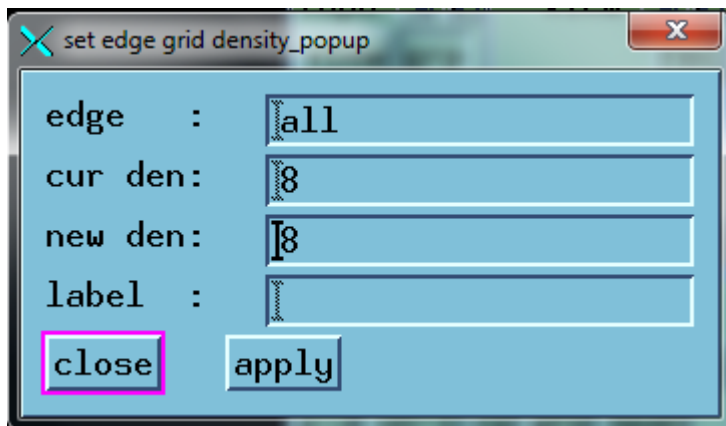 set edge grid density_popup
edge : all
cur den: 8
new den: 8
label :
close apply